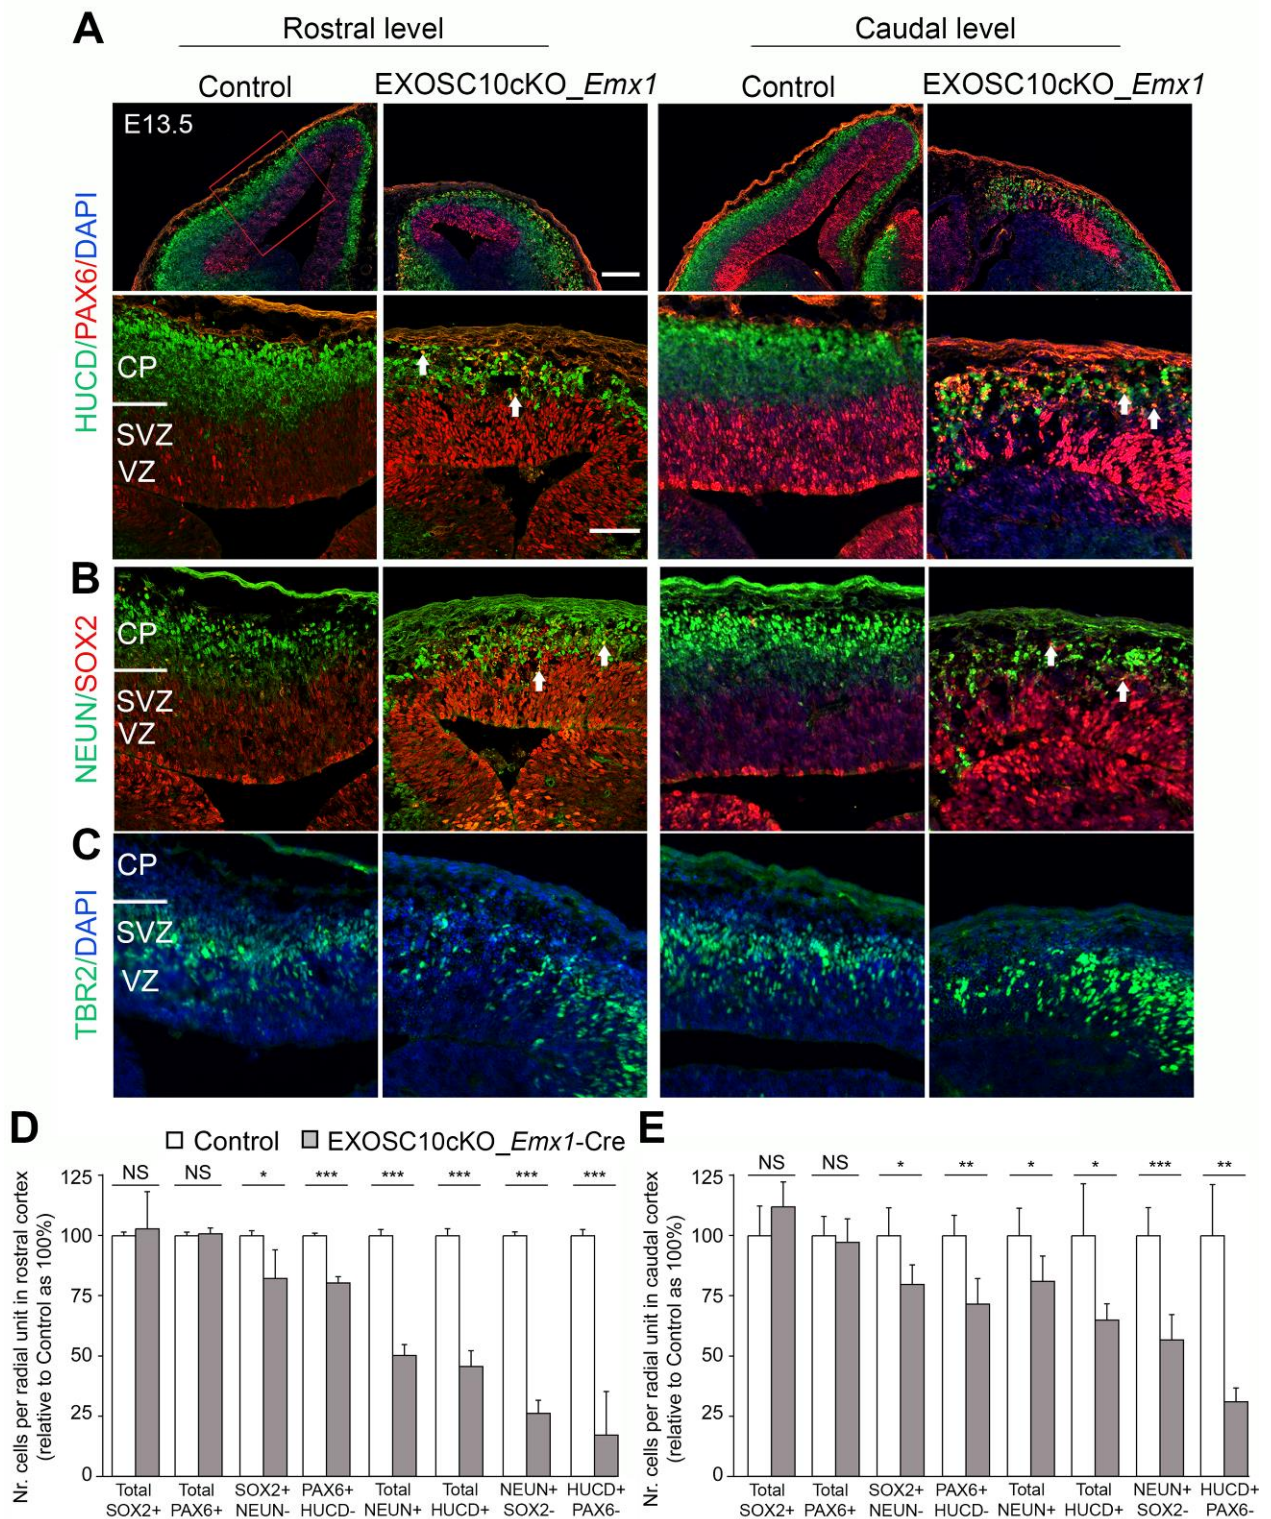 A
Rostral level
Caudal level
Control
EXOSC10cKO_Emx1
Control
EXOSC10cKO_Emx1
E13.5
HUCD/PAX6/DAPI
CP
SVZ
VZ
B
NEUN/SOX2
CP
SVZ
VZ
C
TBR2/DAPI
CP
SVZ
VZ
D
Control
EXOSC10cKO_Emx1-Cre
Nr. cells per radial unit in rostral cortex
(relative to Control as 100%)
125
100
75
50
25
0
NS
NS
*
***
***
***
***
***
Total
SOX2+
Total
PAX6+
SOX2+
NEUN-
PAX6+
HUCD-
Total
NEUN+
Total
HUCD+
NEUN+
SOX2-
HUCD+
PAX6-
E
Nr. cells per radial unit in caudal cortex
(relative to Control as 100%)
125
100
75
50
25
0
NS
NS
*
**
*
*
***
**
Total
SOX2+
Total
PAX6+
SOX2+
NEUN-
PAX6+
HUCD-
Total
NEUN+
Total
HUCD+
NEUN+
SOX2-
HUCD+
PAX6-